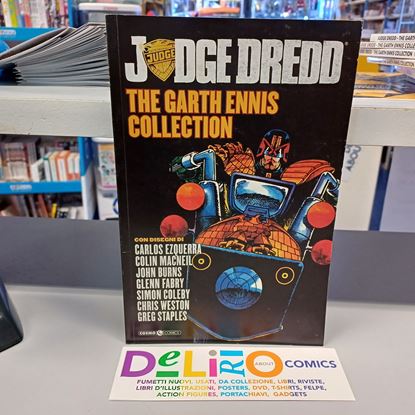 JUDGE DREDD
JUDGE
THE GARTH ENNIS
COLLECTION
CON DISEGNI DI
CARLOS EZQUERRA
COLIN MACNEIL
JOHN BURNS
GLENN FABRY
SIMON COLEBY
CHRIS WESTON
GREG STAPLES
COSMO COMICS
DeLiRiO ABOUT COMICS
FUMETTI NUOVI, USATI, DA COLLEZIONE, LIBRI, RIVISTE,
LIBRI D'ILLUSTRAZIONI, POSTERS, DVD, T-SHIRTS, FELPE,
ACTION FIGURES, PORTACHIAVI, GADGETS